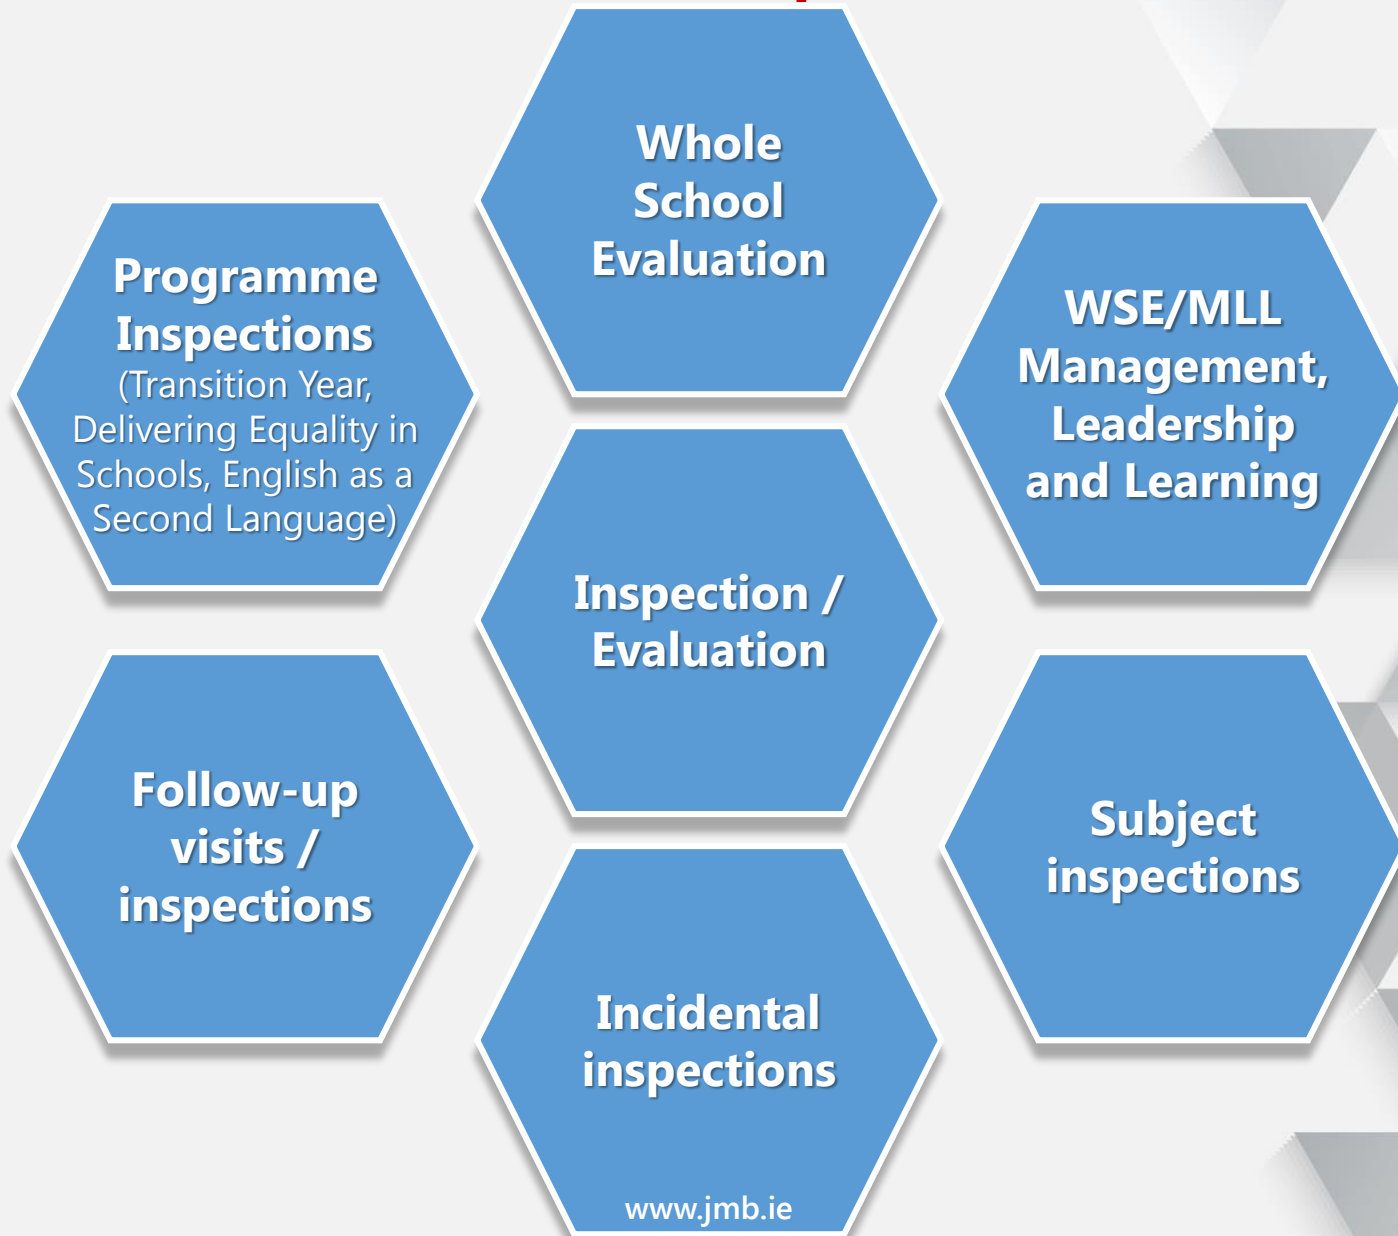 Whole
School
Evaluation
Programme
Inspections
(Transition Year,
Delivering Equality in
Schools, English as a
Second Language)
WSE/MLL
Management,
Leadership
and Learning
Inspection /
Evaluation
Follow-up
visits /
inspections
Subject
inspections
Incidental
inspections
www.jmb.ie